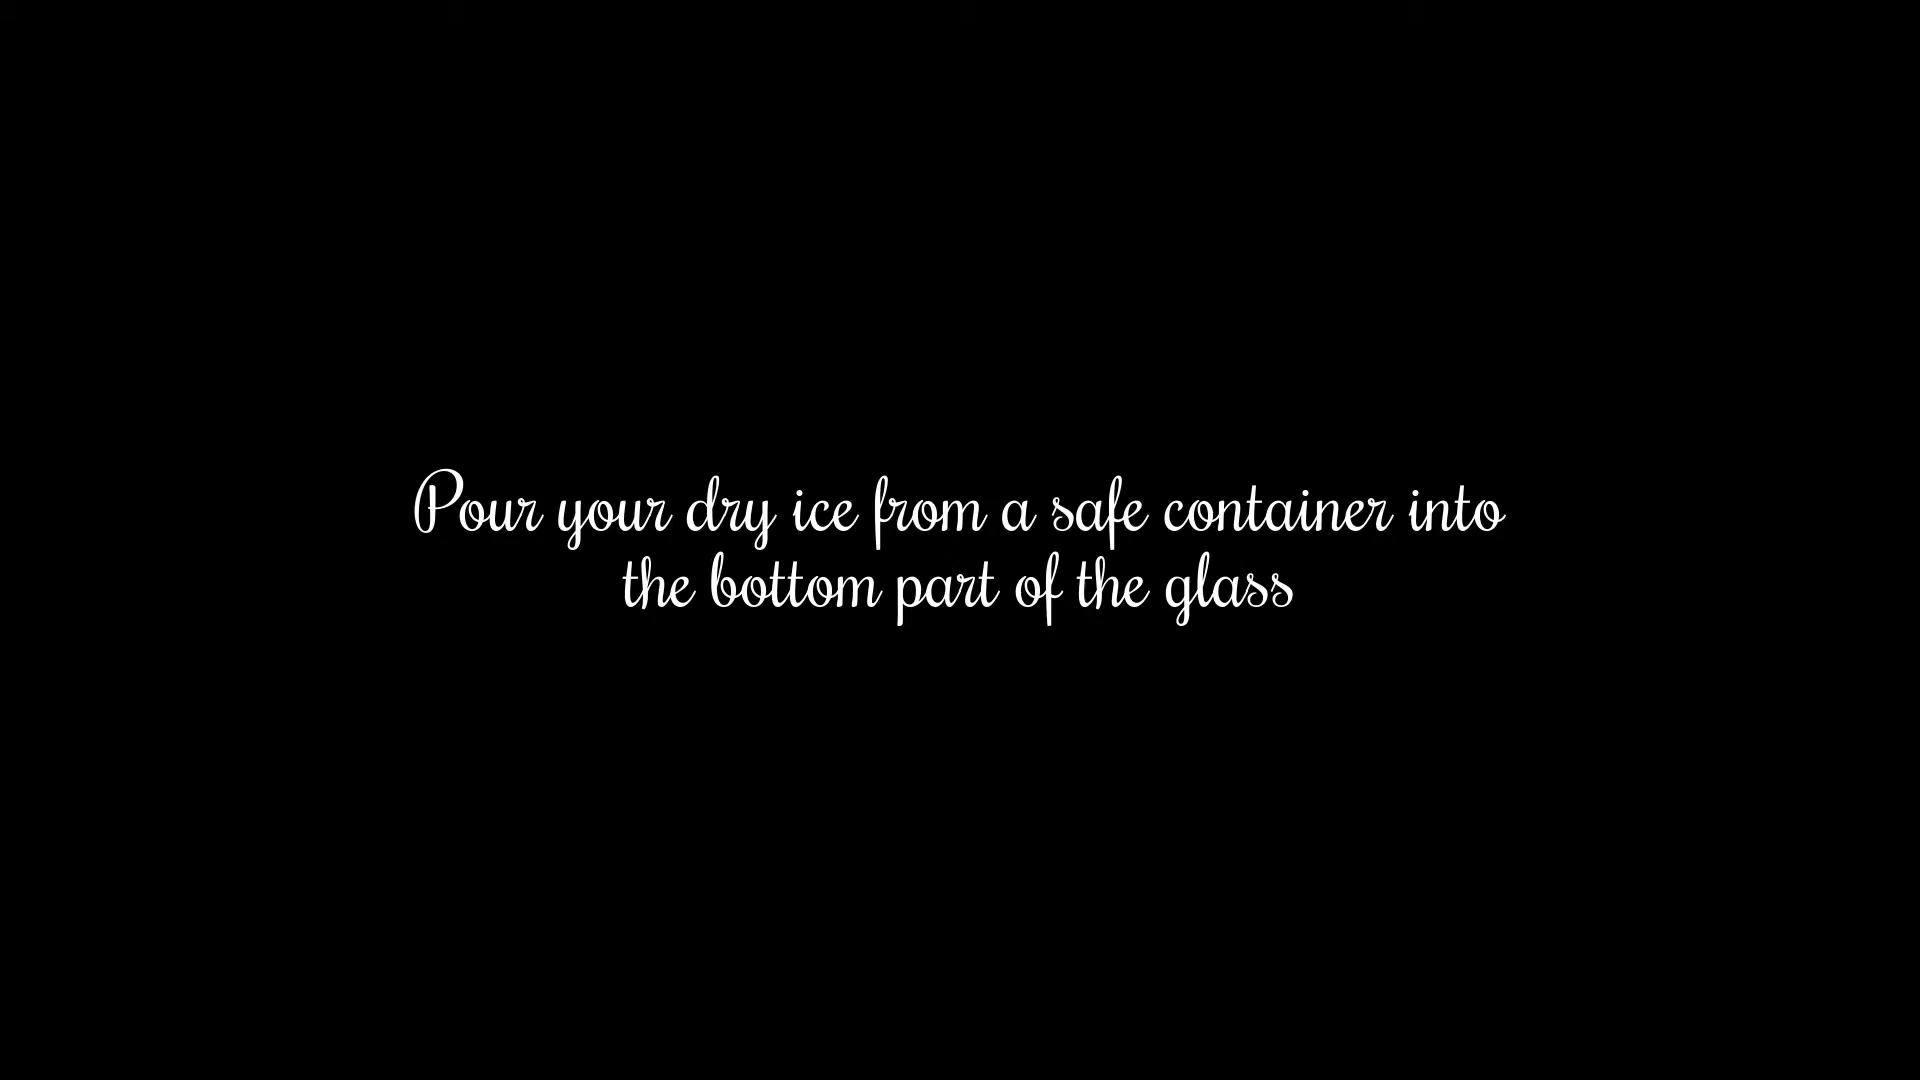 Pour your dry ice from a safe container into
the bottom part of the glass